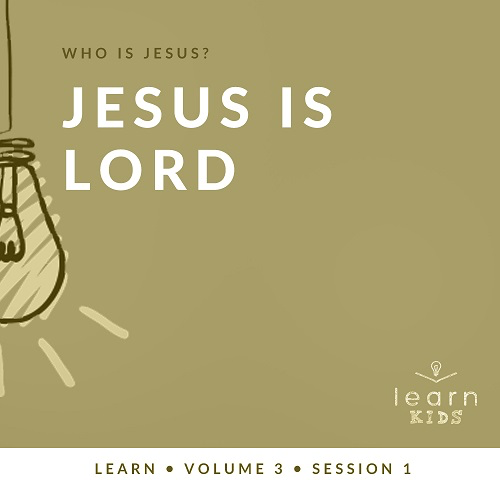 WHO IS JESUS?
JESUS IS
LORD
learn
KIDS
LEARN • VOLUME 3 • SESSION 1